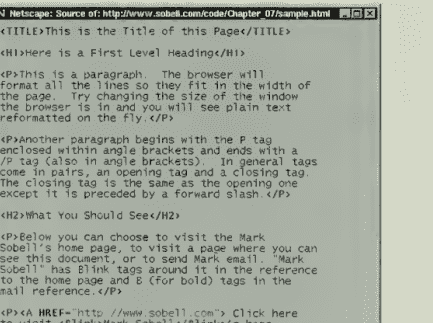 Netscape: Source of: http://www.sobell.com/code/Chapter_07/sample.html
<TITLE>This is the Title of this Page</TITLE>
<H1>Here is a First Level Heading</H1>
<P>This is a paragraph. The browser will
format all the lines so they fit in the width of
the page. Try changing the size of the window
the browser is in and you will see plain text
reformatted on the fly.</P>
<P>Another paragraph begins with the P tag
enclosed within angle brackets and ends with a
/P tag (also in angle brackets). In general tags
come in pairs, an opening tag and a closing tag.
The closing tag is the same as the opening one
except it is preceded by a forward slash.</P>
<H2>What You Should See</H2>
<P>Below you can choose to visit the Mark
Sobell's home page, to visit a page where you can
see this document, or to send Mark email. "Mark
Sobell" has Blink tags around it in the reference
to the home page and B (for bold) tags in the
mail reference.</P>
<P><A HREF="http://www.sobell.com"> Click here
to visit <Blink>Mark Sobell</Blink>'s home